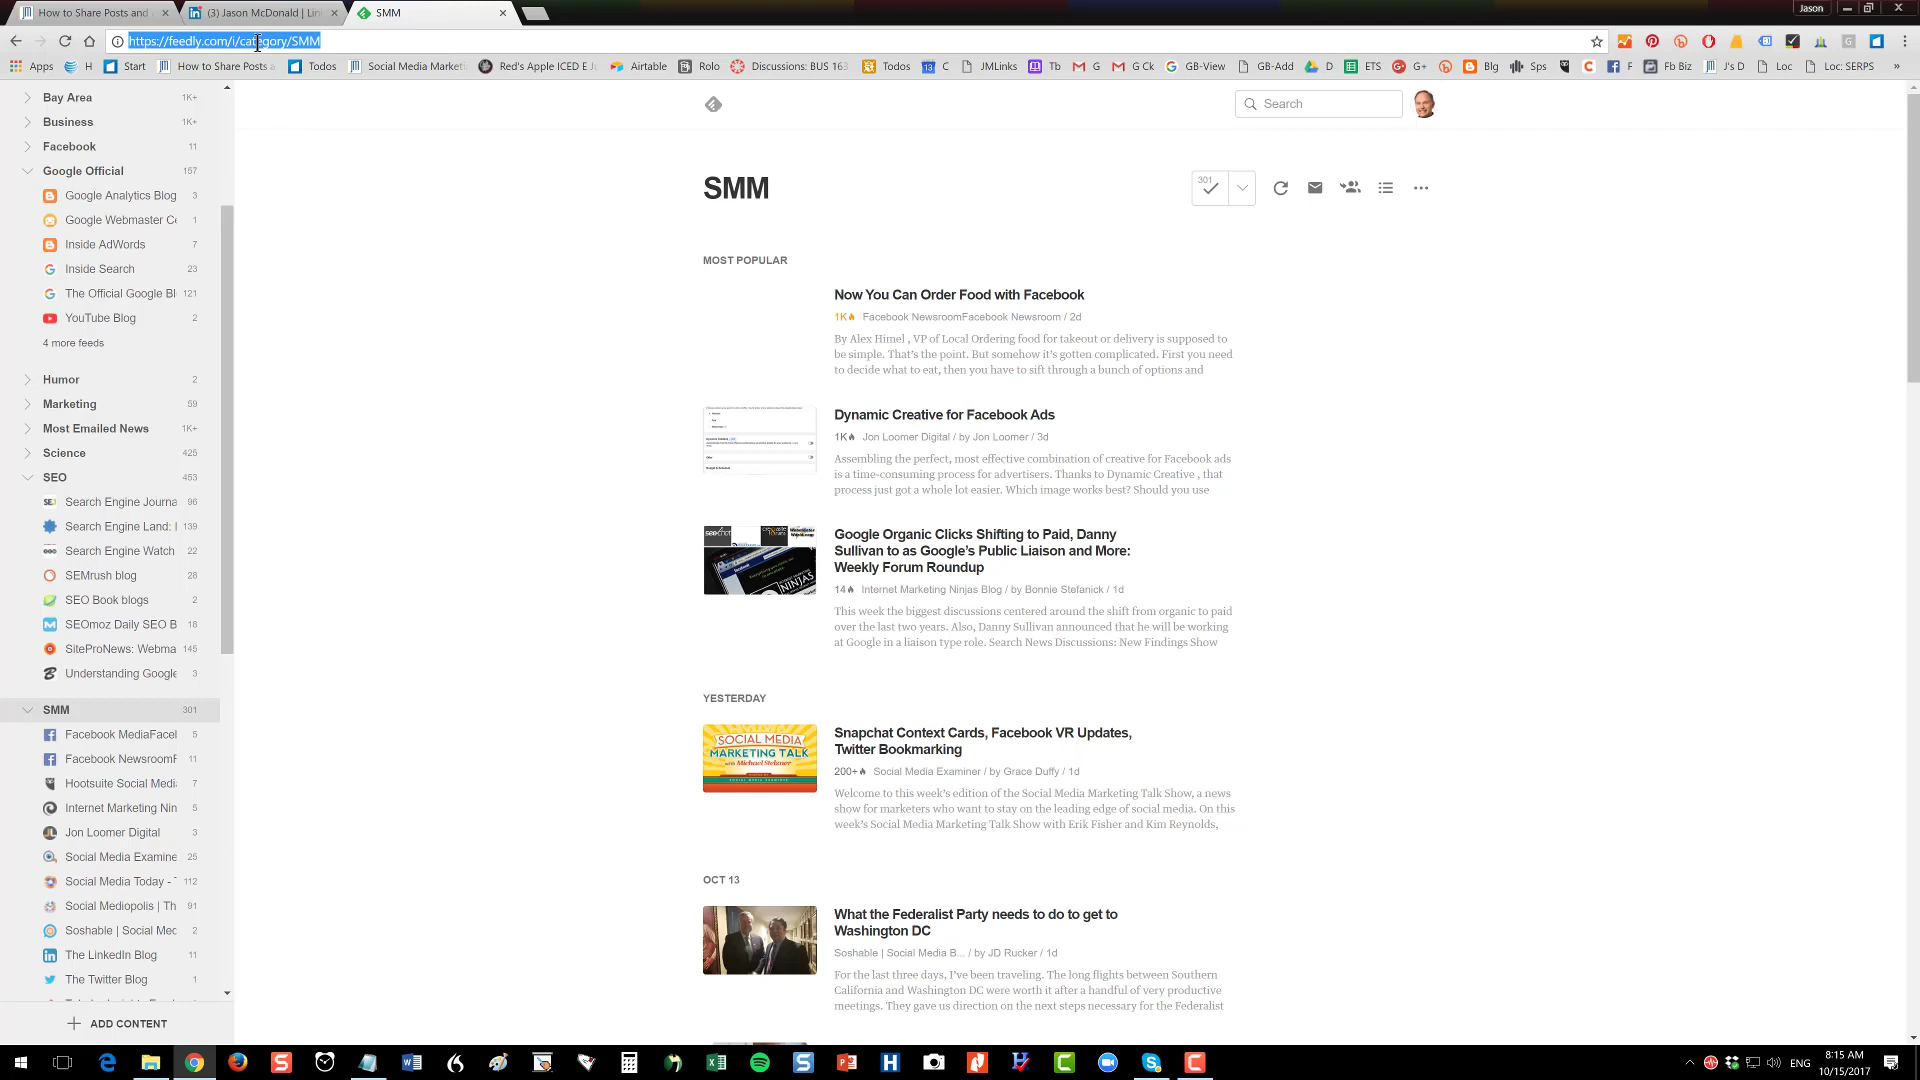 How to Share Posts and
(3) Jason McDonald | Lin
SMM
Jason
https://feedly.com/i/category/SMM
Apps
H
Start
How to Share Posts a
Todos
Social Media Market
Red's Apple ICED E Ju
Airtable
Rolo
Discussions: BUS 163
Todos
C
JMLinks
Tb
G
G Ck
GB-View
GB-Add
D
ETS
G+
Blg
Sps
F
Fb Biz
J's D
Loc
Loc: SERPS
»
Bay Area 1K+
Business 1K+
Facebook 11
Google Official 157
Google Analytics Blog 3
Google Webmaster Ce 1
Inside AdWords 7
Inside Search 23
The Official Google Bl 121
YouTube Blog 2
4 more feeds
Humor 2
Marketing 59
Most Emailed News 1K+
Science 425
SEO 453
Search Engine Journa 96
Search Engine Land: 139
Search Engine Watch 22
SEMrush blog 28
SEO Book blogs 2
SEOmoz Daily SEO B 18
SiteProNews: Webma 145
Understanding Google 3
SMM 301
Facebook MediaFacel 5
Facebook NewsroomF 11
Hootsuite Social Media 7
Internet Marketing Nin 5
Jon Loomer Digital 3
Social Media Examine 25
Social Media Today - 112
Social Mediopolis | Th 91
Soshable | Social Med 2
The LinkedIn Blog 11
The Twitter Blog 1
ADD CONTENT
Search
SMM
301
MOST POPULAR
Now You Can Order Food with Facebook
1K Facebook NewsroomFacebook Newsroom / 2d
By Alex Himel , VP of Local Ordering food for takeout or delivery is supposed to
be simple. That's the point. But somehow it's gotten complicated. First you need
to decide what to eat, then you have to sift through a bunch of options and
Dynamic Creative for Facebook Ads
1K Jon Loomer Digital / by Jon Loomer / 3d
Assembling the perfect, most effective combination of creative for Facebook ads
is a time-consuming process for advertisers. Thanks to Dynamic Creative , that
process just got a whole lot easier. Which image works best? Should you use
Google Organic Clicks Shifting to Paid, Danny
Sullivan to as Google's Public Liaison and More:
Weekly Forum Roundup
14 Internet Marketing Ninjas Blog / by Bonnie Stefanick / 1d
This week the biggest discussions centered around the shift from organic to paid
over the last two years. Also, Danny Sullivan announced that he will be working
at Google in a liaison type role. Search News Discussions: New Findings Show
YESTERDAY
SOCIAL MEDIA
MARKETING TALK
with Michael Stelzner
Snapchat Context Cards, Facebook VR Updates,
Twitter Bookmarking
200+ Social Media Examiner / by Grace Duffy / 1d
Welcome to this week's edition of the Social Media Marketing Talk Show, a news
show for marketers who want to stay on the leading edge of social media. On this
week's Social Media Marketing Talk Show with Erik Fisher and Kim Reynolds,
OCT 13
What the Federalist Party needs to do to get to
Washington DC
Soshable | Social Media B... / by JD Rucker / 1d
For the last three days, I've been traveling. The long flights between Southern
California and Washington DC were worth it after a handful of very productive
meetings. They gave us direction on the next steps necessary for the Federalist
ENG
8:15 AM
10/15/2017